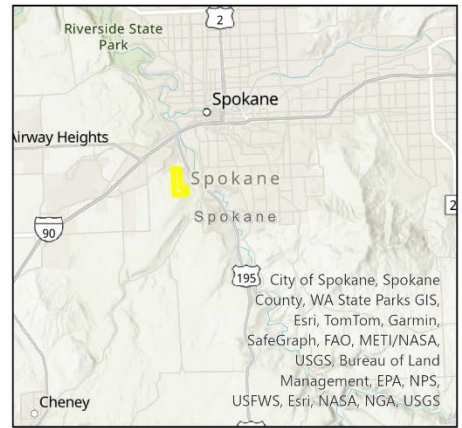 Riverside State
Park
2
Spokane
Airway Heights
Spokane
Spokane
2
90
195
City of Spokane, Spokane
County, WA State Parks GIS,
Esri, TomTom, Garmin,
SafeGraph, FAO, METI/NASA,
USGS, Bureau of Land
Management, EPA, NPS,
USFWS, Esri, NASA, NGA, USGS
Cheney